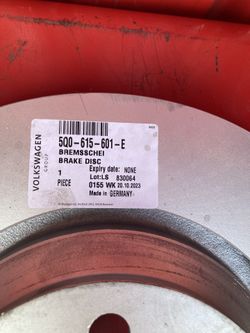 VOLKSWAGEN
GROUP
5Q0-615-601-E
BREMSSCHEI
BRAKE DISC
1
PIECE
Expiry date: NONE
Lot:LS 830064
0155 WK 20.10.2023
Made in GERMANY